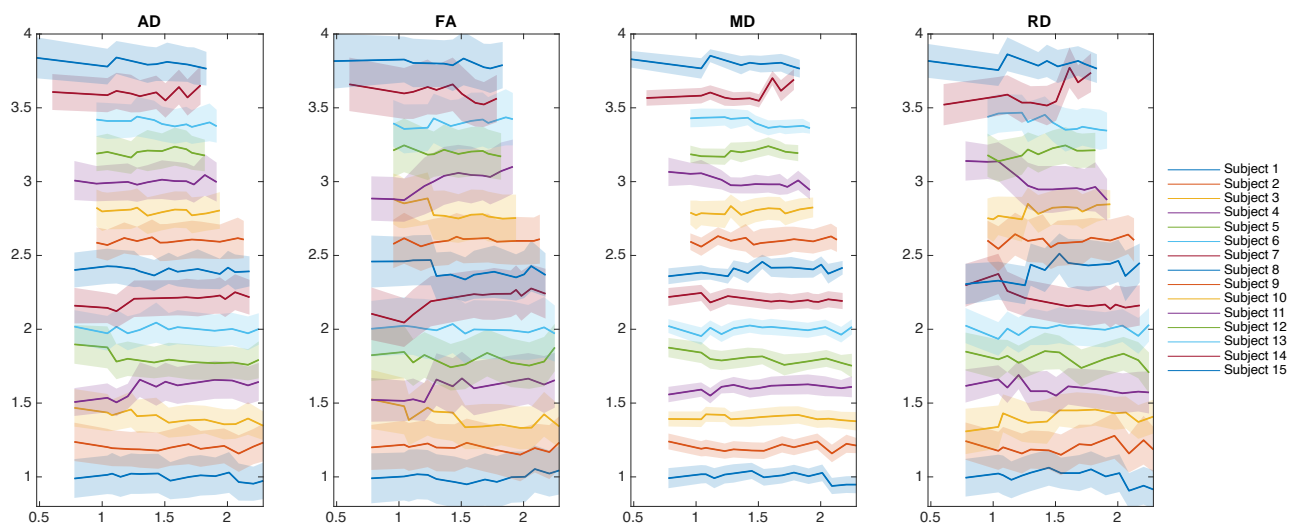 AD FA MD RD
4 4 4 4
3.5 3.5 3.5 3.5
3 3 3 3
2.5 2.5 2.5 2.5
2 2 2 2
1.5 1.5 1.5 1.5
1 1 1 1
0.5 1 1.5 2 0.5 1 1.5 2 0.5 1 1.5 2 0.5 1 1.5 2
Subject 1
Subject 2
Subject 3
Subject 4
Subject 5
Subject 6
Subject 7
Subject 8
Subject 9
Subject 10
Subject 11
Subject 12
Subject 13
Subject 14
Subject 15